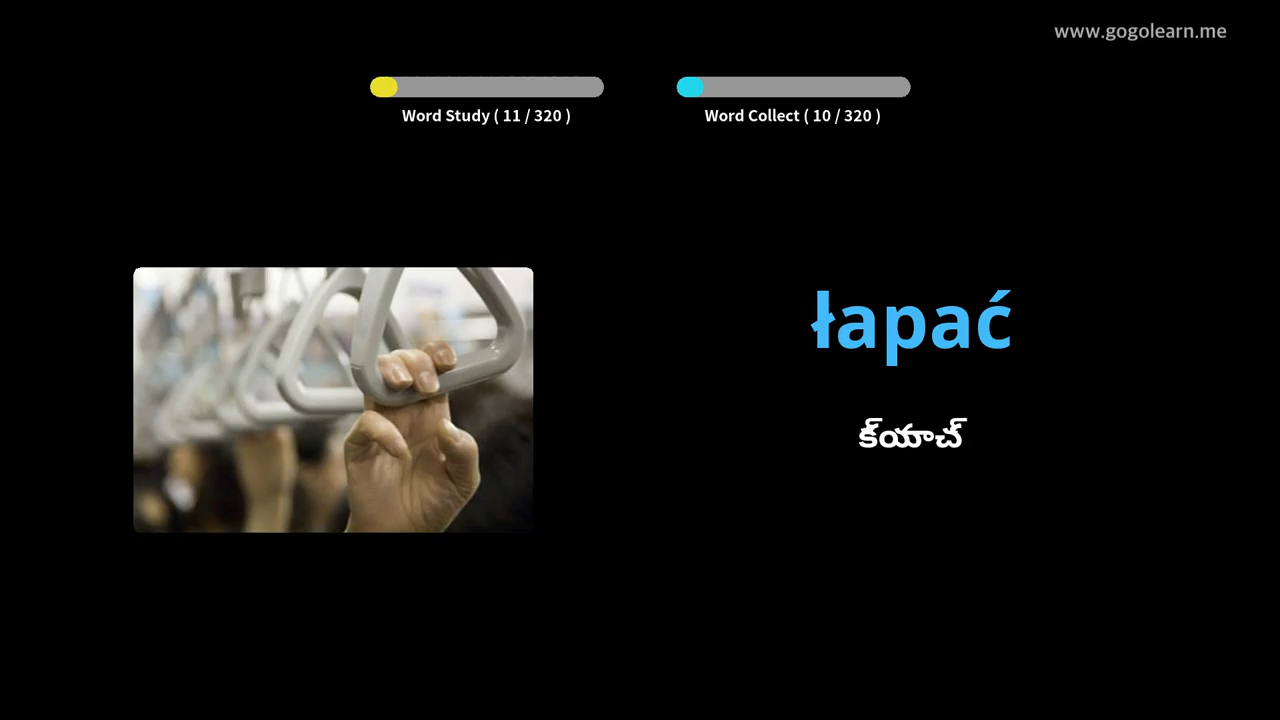 www.gogolearn.me
Word Study ( 11 / 320 )
Word Collect ( 10 / 320 )
łapać
క్‌యాచ్